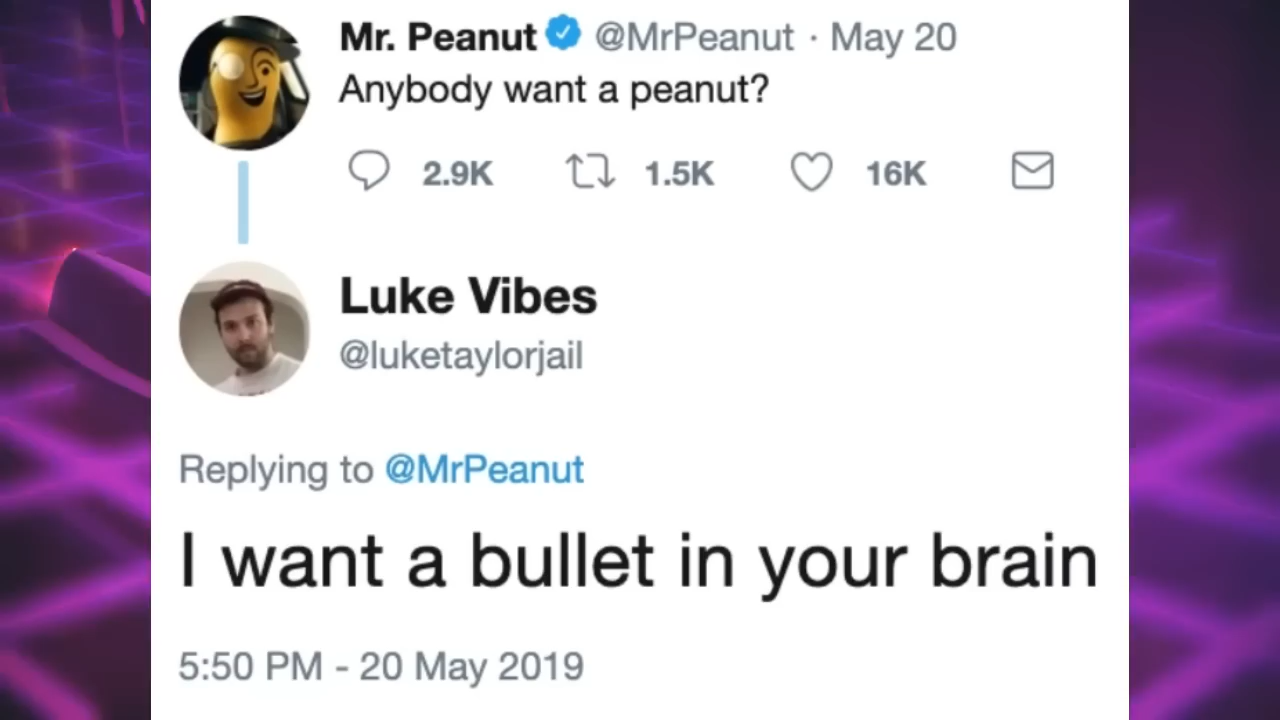 Mr. Peanut @MrPeanut · May 20
Anybody want a peanut?
2.9K 1.5K 16K
Luke Vibes
@luketaylorjail
Replying to @MrPeanut
I want a bullet in your brain
5:50 PM - 20 May 2019